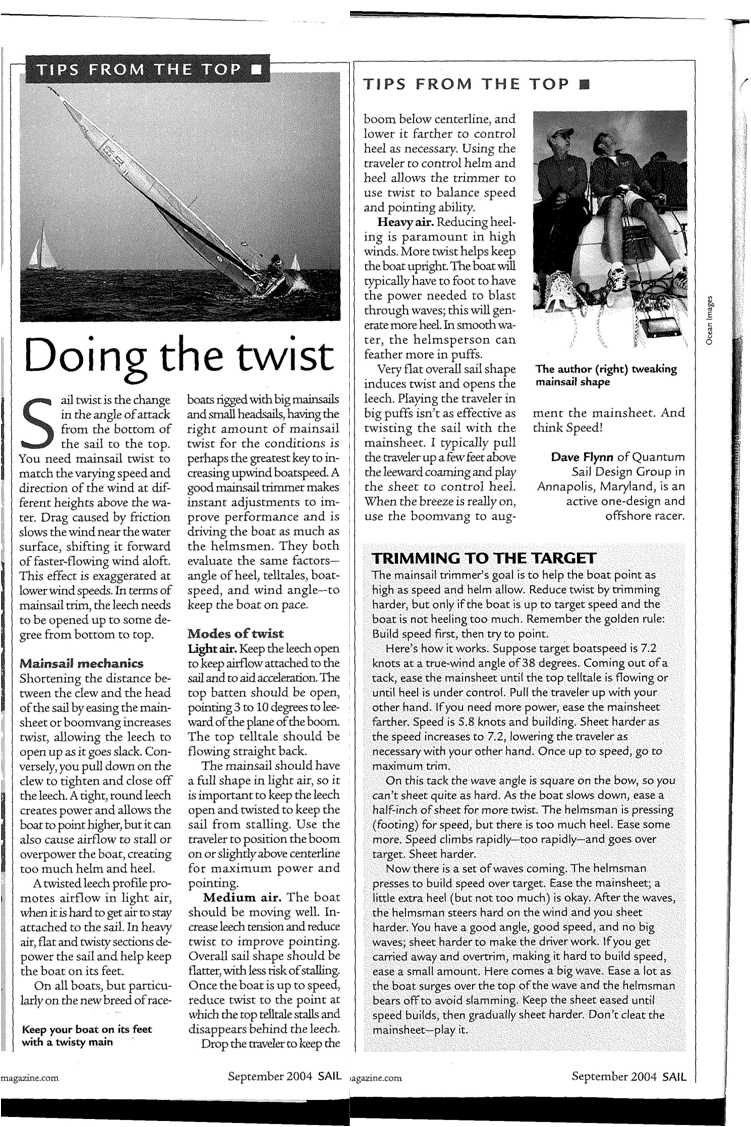 TIPS FROM THE TOP
Doing the twist
Sail twist is the change
in the angle of attack
from the bottom of
the sail to the top.
You need mainsail twist to
match the varying speed and
direction of the wind at dif-
ferent heights above the wa-
ter. Drag caused by friction
slows the wind near the water
surface, shifting it forward
of faster-flowing wind aloft.
This effect is exaggerated at
lower wind speeds. In terms of
mainsail trim, the leech needs
to be opened up to some de-
gree from bottom to top.
Mainsail mechanics
Shortening the distance be-
tween the clew and the head
of the sail by easing the main-
sheet or boomvang increases
twist, allowing the leech to
open up as it goes slack. Con-
versely, you pull down on the
clew to tighten and close off
the leech. A tight, round leech
creates power and allows the
boat to point higher, but it can
also cause airflow to stall or
overpower the boat, creating
too much helm and heel.
A twisted leech profile pro-
motes airflow in light air,
when it is hard to get air to stay
attached to the sail. In heavy
air, flat and twisty sections de-
power the sail and help keep
the boat on its feet.
On all boats, but particu-
larly on the new breed of race-
Keep your boat on its feet
with a twisty main
boats rigged with big mainsails
and small headsails, having the
right amount of mainsail
twist for the conditions is
perhaps the greatest key to in-
creasing upwind boatspeed. A
good mainsail trimmer makes
instant adjustments to im-
prove performance and is
driving the boat as much as
the helmsmen. They both
evaluate the same factors—
angle of heel, telltales, boat-
speed, and wind angle—to
keep the boat on pace.
Modes of twist
Light air. Keep the leech open
to keep airflow attached to the
sail and to aid acceleration. The
top batten should be open,
pointing 3 to 10 degrees to lee-
ward of the plane of the boom.
The top telltale should be
flowing straight back.
The mainsail should have
a full shape in light air, so it
is important to keep the leech
open and twisted to keep the
sail from stalling. Use the
traveler to position the boom
on or slightly above centerline
for maximum power and
pointing.
Medium air. The boat
should be moving well. In-
crease leech tension and reduce
twist to improve pointing.
Overall sail shape should be
flatter, with less risk of stalling.
Once the boat is up to speed,
reduce twist to the point at
which the top telltale stalls and
disappears behind the leech.
Drop the traveler to keep the
magazine.com
September 2004 SAIL
TIPS FROM THE TOP
boom below centerline, and
lower it farther to control
heel as necessary. Using the
traveler to control helm and
heel allows the trimmer to
use twist to balance speed
and pointing ability.
Heavy air. Reducing heel-
ing is paramount in high
winds. More twist helps keep
the boat upright. The boat will
typically have to foot to have
the power needed to blast
through waves; this will gen-
erate more heel. In smooth wa-
ter, the helmsperson can
feather more in puffs.
Very flat overall sail shape
induces twist and opens the
leech. Playing the traveler in
big puffs isn't as effective as
twisting the sail with the
mainsheet. I typically pull
the traveler up a few feet above
the leeward coaming and play
the sheet to control heel.
When the breeze is really on,
use the boomvang to aug-
Ocean Images
The author (right) tweaking
mainsail shape
ment the mainsheet. And
think Speed!
Dave Flynn of Quantum
Sail Design Group in
Annapolis, Maryland, is an
active one-design and
offshore racer.
TRIMMING TO THE TARGET
The mainsail trimmer's goal is to help the boat point as
high as speed and helm allow. Reduce twist by trimming
harder, but only if the boat is up to target speed and the
boat is not heeling too much. Remember the golden rule:
Build speed first, then try to point.
Here's how it works. Suppose target boatspeed is 7.2
knots at a true-wind angle of 38 degrees. Coming out of a
tack, ease the mainsheet until the top telltale is flowing or
until heel is under control. Pull the traveler up with your
other hand. If you need more power, ease the mainsheet
farther. Speed is 5.8 knots and building. Sheet harder as
the speed increases to 7.2, lowering the traveler as
necessary with your other hand. Once up to speed, go to
maximum trim.
On this tack the wave angle is square on the bow, so you
can't sheet quite as hard. As the boat slows down, ease a
half-inch of sheet for more twist. The helmsman is pressing
(footing) for speed, but there is too much heel. Ease some
more. Speed climbs rapidly—too rapidly—and goes over
target. Sheet harder.
Now there is a set of waves coming. The helmsman
presses to build speed over target. Ease the mainsheet; a
little extra heel (but not too much) is okay. After the waves,
the helmsman steers hard on the wind and you sheet
harder. You have a good angle, good speed, and no big
waves; sheet harder to make the driver work. If you get
carried away and overtrim, making it hard to build speed,
ease a small amount. Here comes a big wave. Ease a lot as
the boat surges over the top of the wave and the helmsman
bears off to avoid slamming. Keep the sheet eased until
speed builds, then gradually sheet harder. Don't cleat the
mainsheet—play it.
agazine.com
September 2004 SAIL